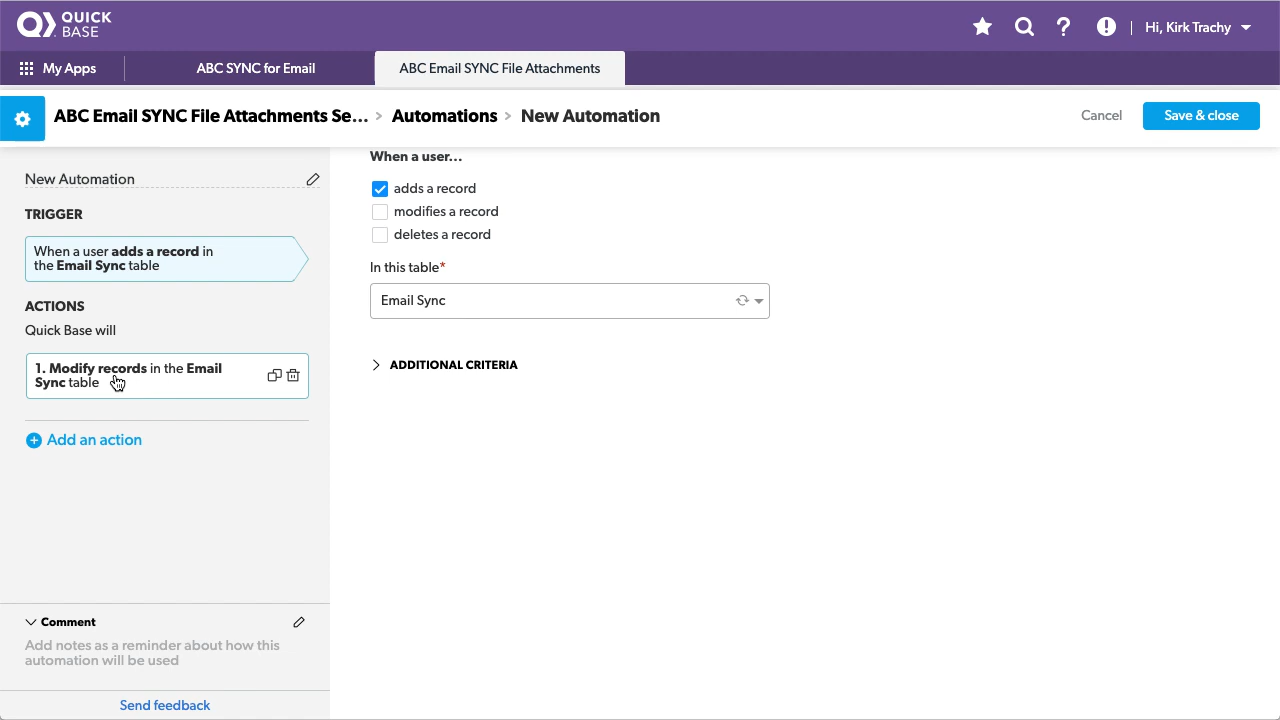 QUICK
BASE
Hi, Kirk Trachy
My Apps
ABC SYNC for Email
ABC Email SYNC File Attachments
ABC Email SYNC File Attachments Se... > Automations > New Automation
Cancel
Save & close
New Automation
TRIGGER
When a user adds a record in
the Email Sync table
ACTIONS
Quick Base will
1. Modify records in the Email
Sync table
Add an action
Comment
Add notes as a reminder about how this
automation will be used
Send feedback
When a user...
adds a record
modifies a record
deletes a record
In this table*
Email Sync
ADDITIONAL CRITERIA